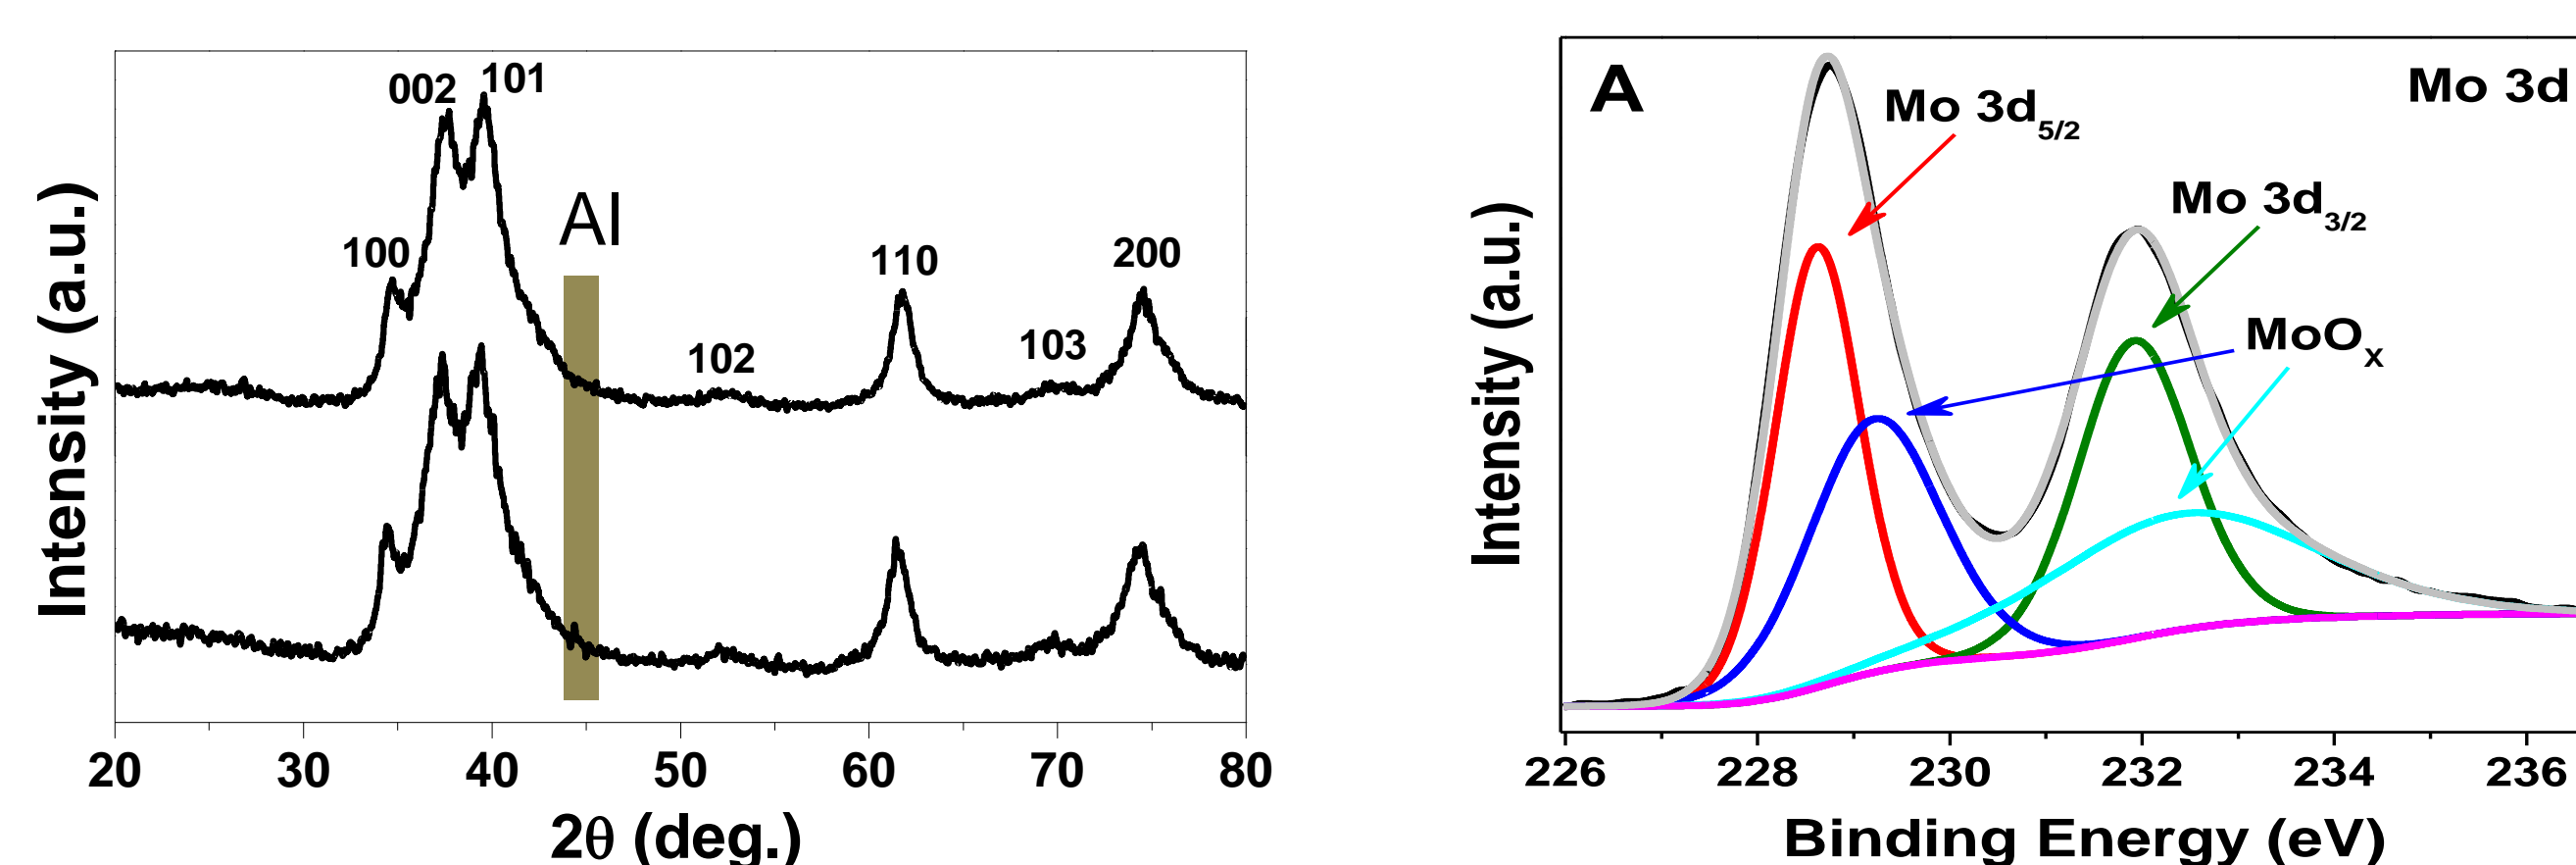 002
101
100
Al
110
200
102
103
Intensity (a.u.)
20 30 40 50 60 70 80
2θ (deg.)
A
Mo 3d
Mo 3d5/2
Mo 3d3/2
MoOx
Intensity (a.u.)
226 228 230 232 234 236
Binding Energy (eV)